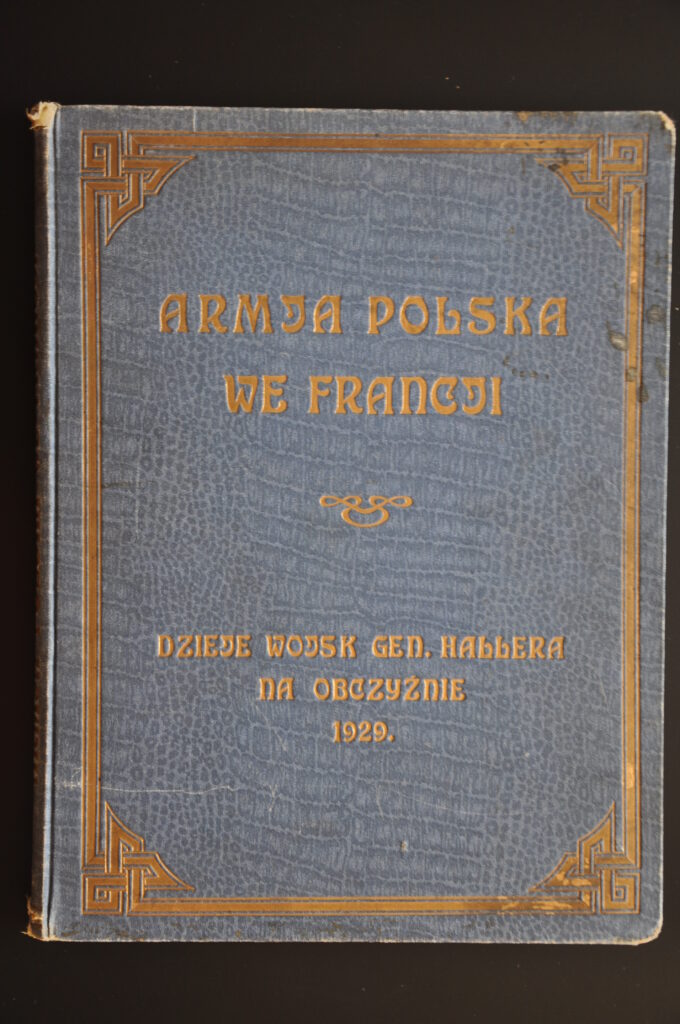 ARMJA POLSKA
WE FRANCJI
DZIEJE WOJSK GEN. HALLERA
NA OBCZYŹNIE
1929.